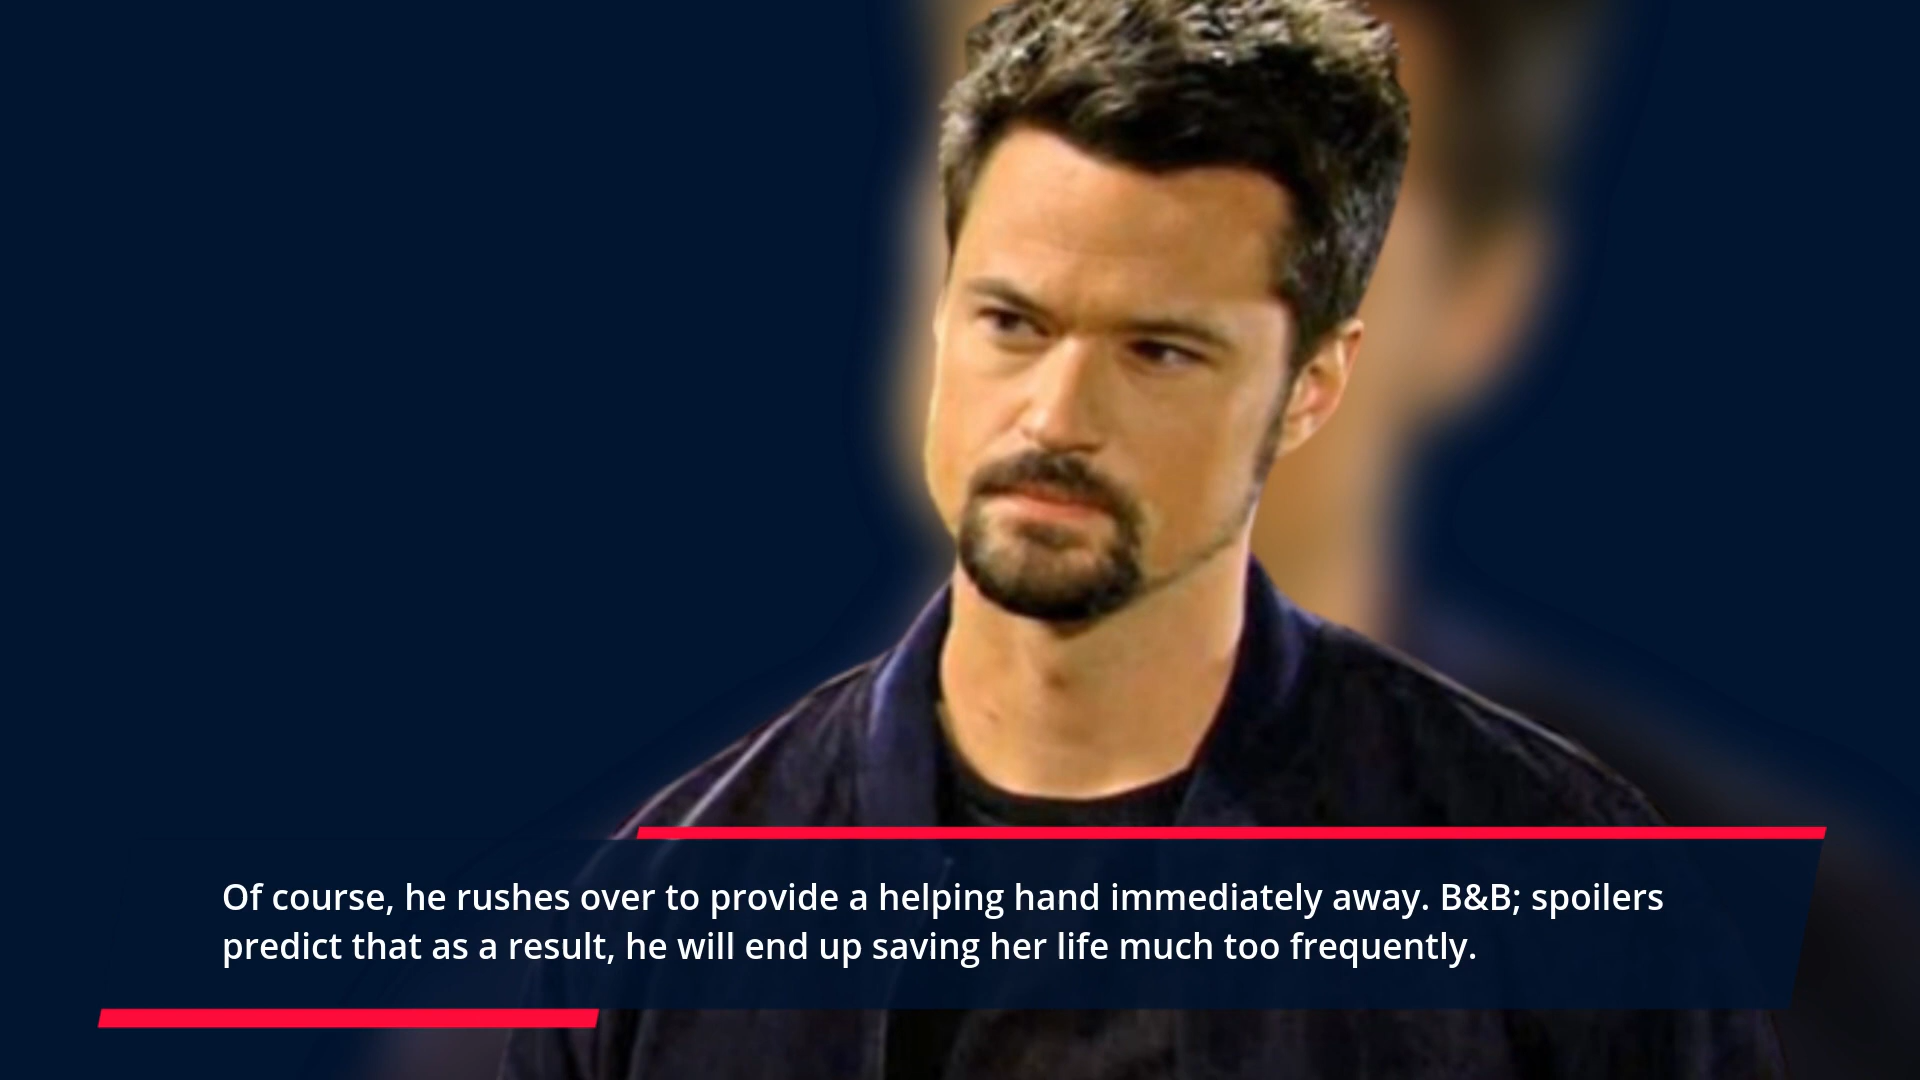 Of course, he rushes over to provide a helping hand immediately away. B&B; spoilers
predict that as a result, he will end up saving her life much too frequently.